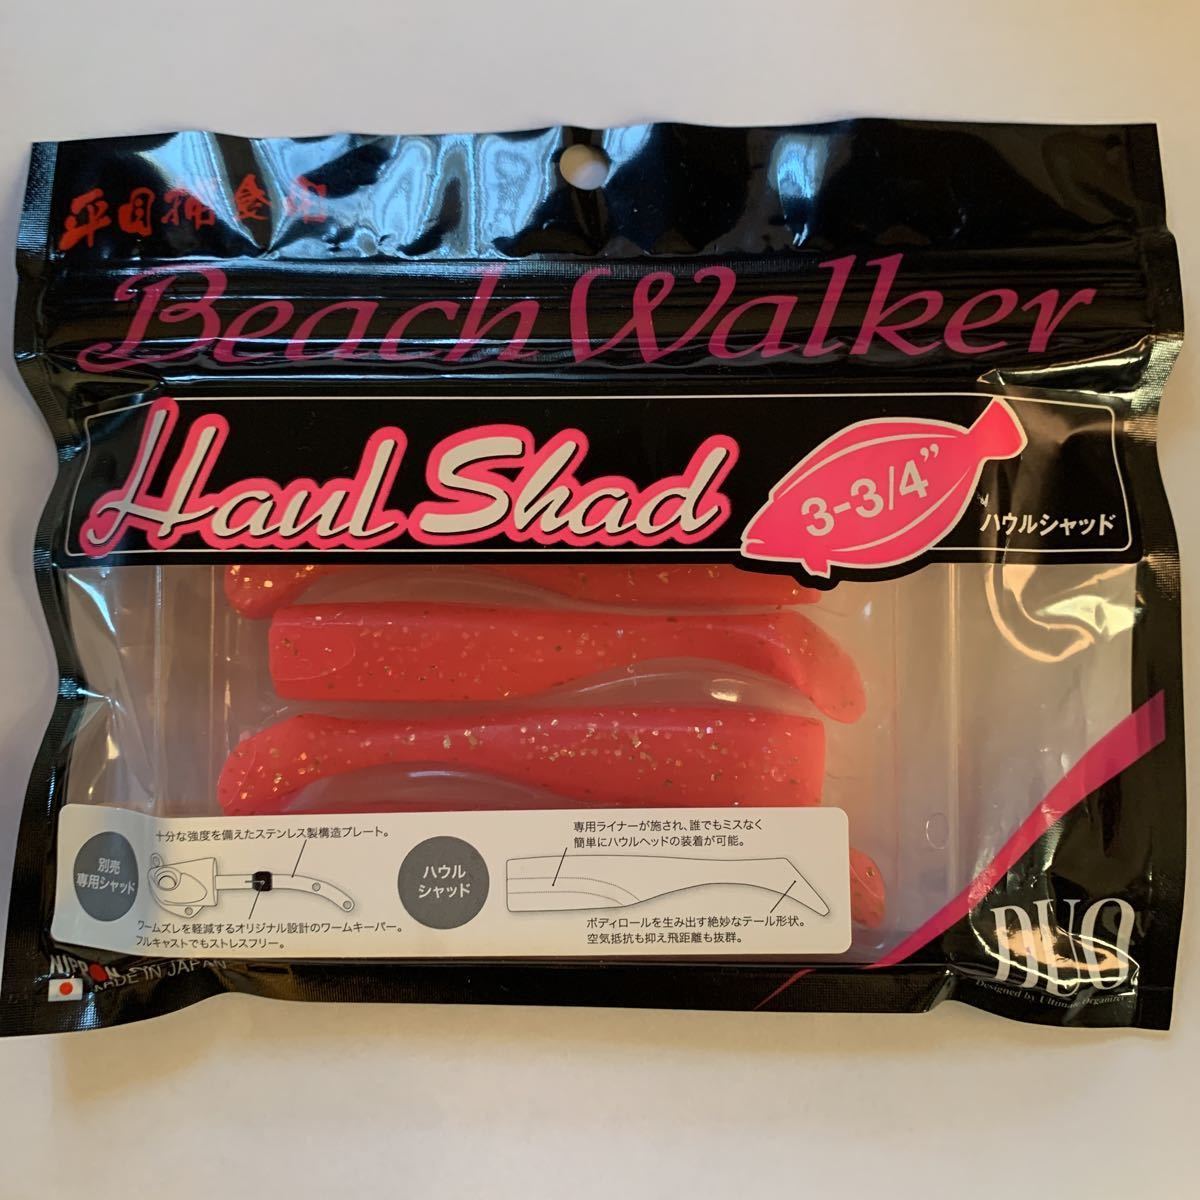 平目捕食用
Beach Walker
Haul Shad
3-3/4”
ハウルシャッド
十分な強度を備えたステンレス製構造プレート。
別売
専用シャッド
ワームズレを軽減するオリジナル設計のワームキーパー。
フルキャストでもストレスフリー。
ハウル
シャッド
専用ライナーが施され、誰でもミスなく
簡単にハウルヘッドの装着が可能。
ボディロールを生み出す絶妙なテール形状。
空気抵抗も抑え飛距離も抜群。
NIPPON
MADE IN JAPAN
DUO
Designed by Ultimate Organizer